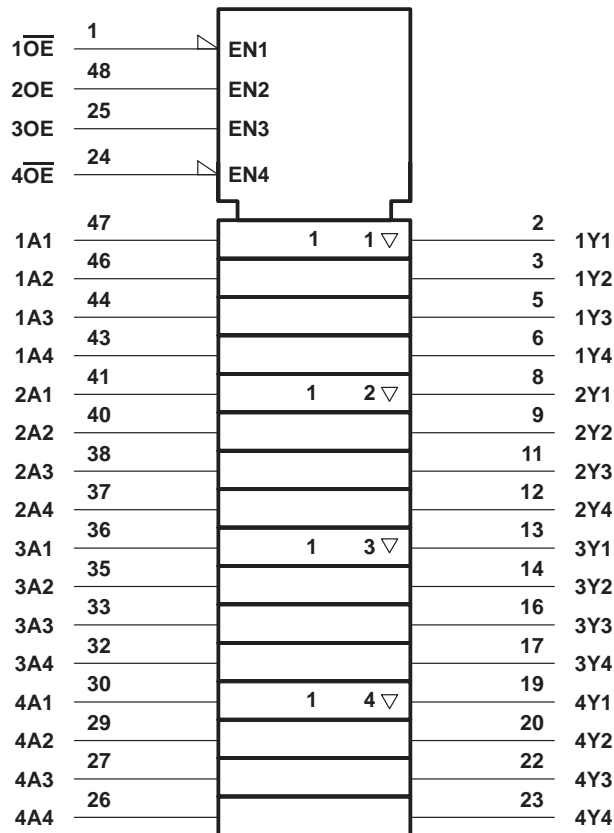 1O̅E̅ 1 EN1
2OE 48 EN2
3OE 25 EN3
4O̅E̅ 24 EN4
1A1 47 1 1 ▽ 2 1Y1
1A2 46 3 1Y2
1A3 44 5 1Y3
1A4 43 6 1Y4
2A1 41 1 2 ▽ 8 2Y1
2A2 40 9 2Y2
2A3 38 11 2Y3
2A4 37 12 2Y4
3A1 36 1 3 ▽ 13 3Y1
3A2 35 14 3Y2
3A3 33 16 3Y3
3A4 32 17 3Y4
4A1 30 1 4 ▽ 19 4Y1
4A2 29 20 4Y2
4A3 27 22 4Y3
4A4 26 23 4Y4